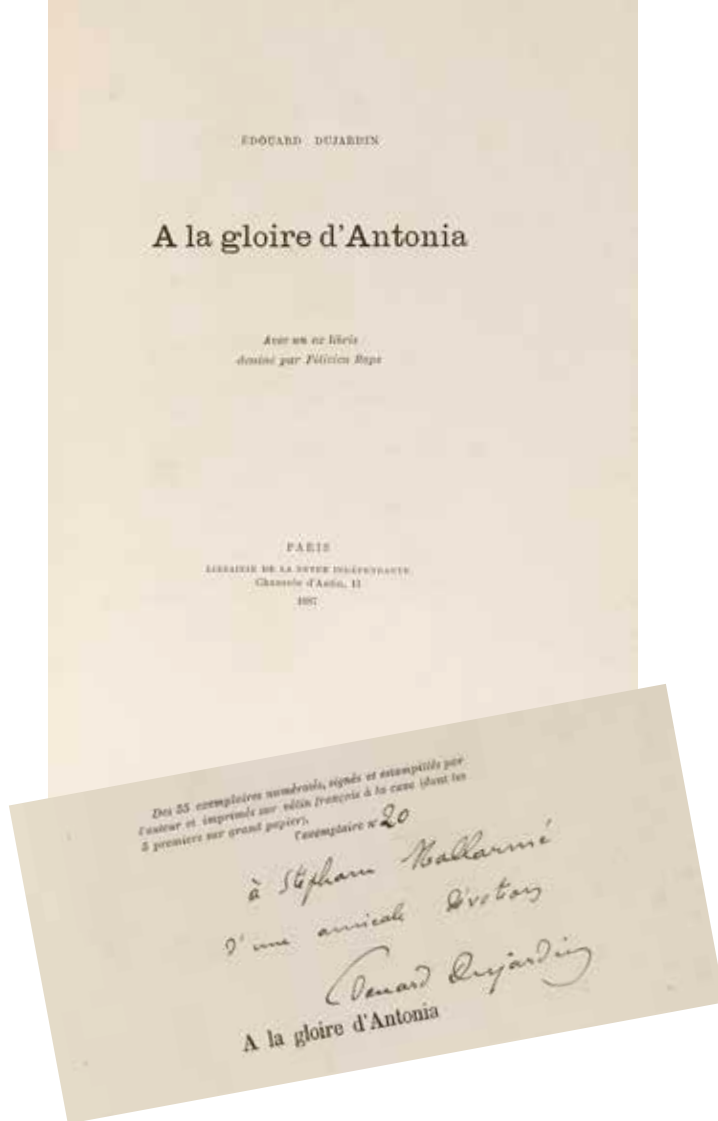 ÉDOUARD DUJARDIN
A la gloire d'Antonia
Avec un ex libris
dessiné par Félicien Rops
PARIS
LIBRAIRIE DE LA REVUE INDÉPENDANTE
Chaussée d'Antin, 11
1887
Des 55 exemplaires numérotés, signés et estampillés par
l'auteur et imprimés sur vélin français à la cuve (dont les
5 premiers sur grand papier),
l'exemplaire n° 20
à Stéphane Mallarmé
d'une amicale dévotion
Edouard Dujardin
A la gloire d'Antonia